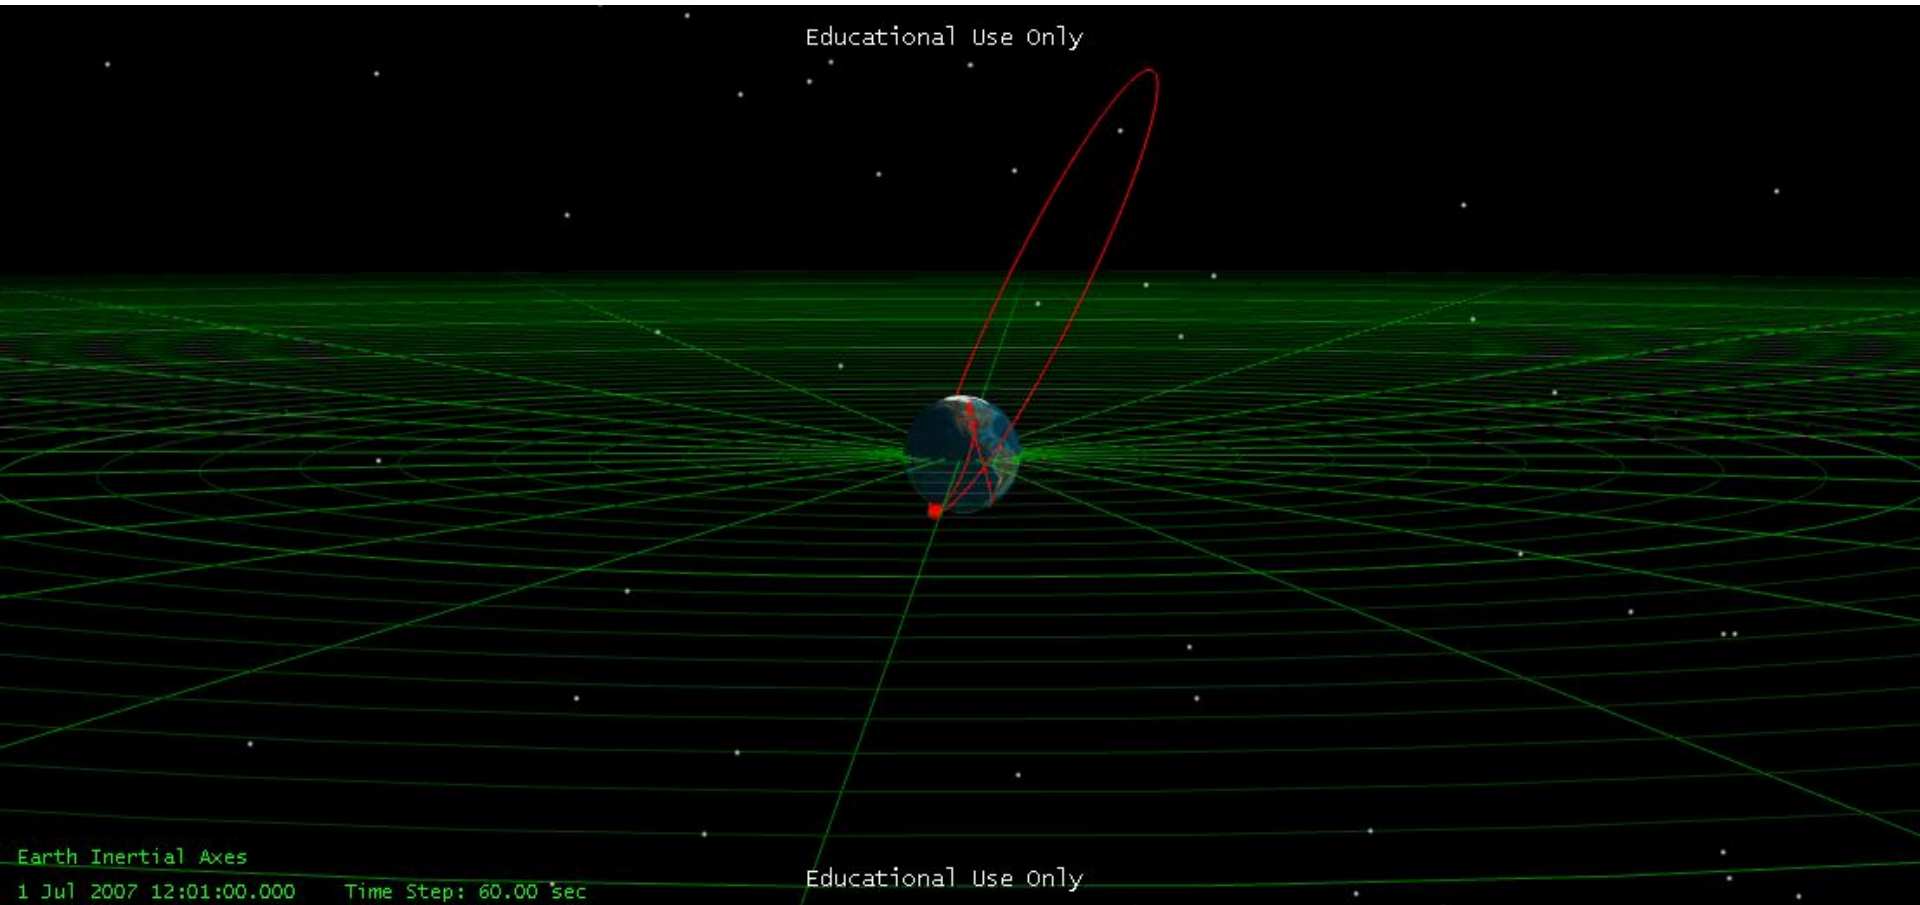 Educational Use Only
Earth Inertial Axes
1 Jul 2007 12:01:00.000 Time Step: 60.00 sec
Educational Use Only